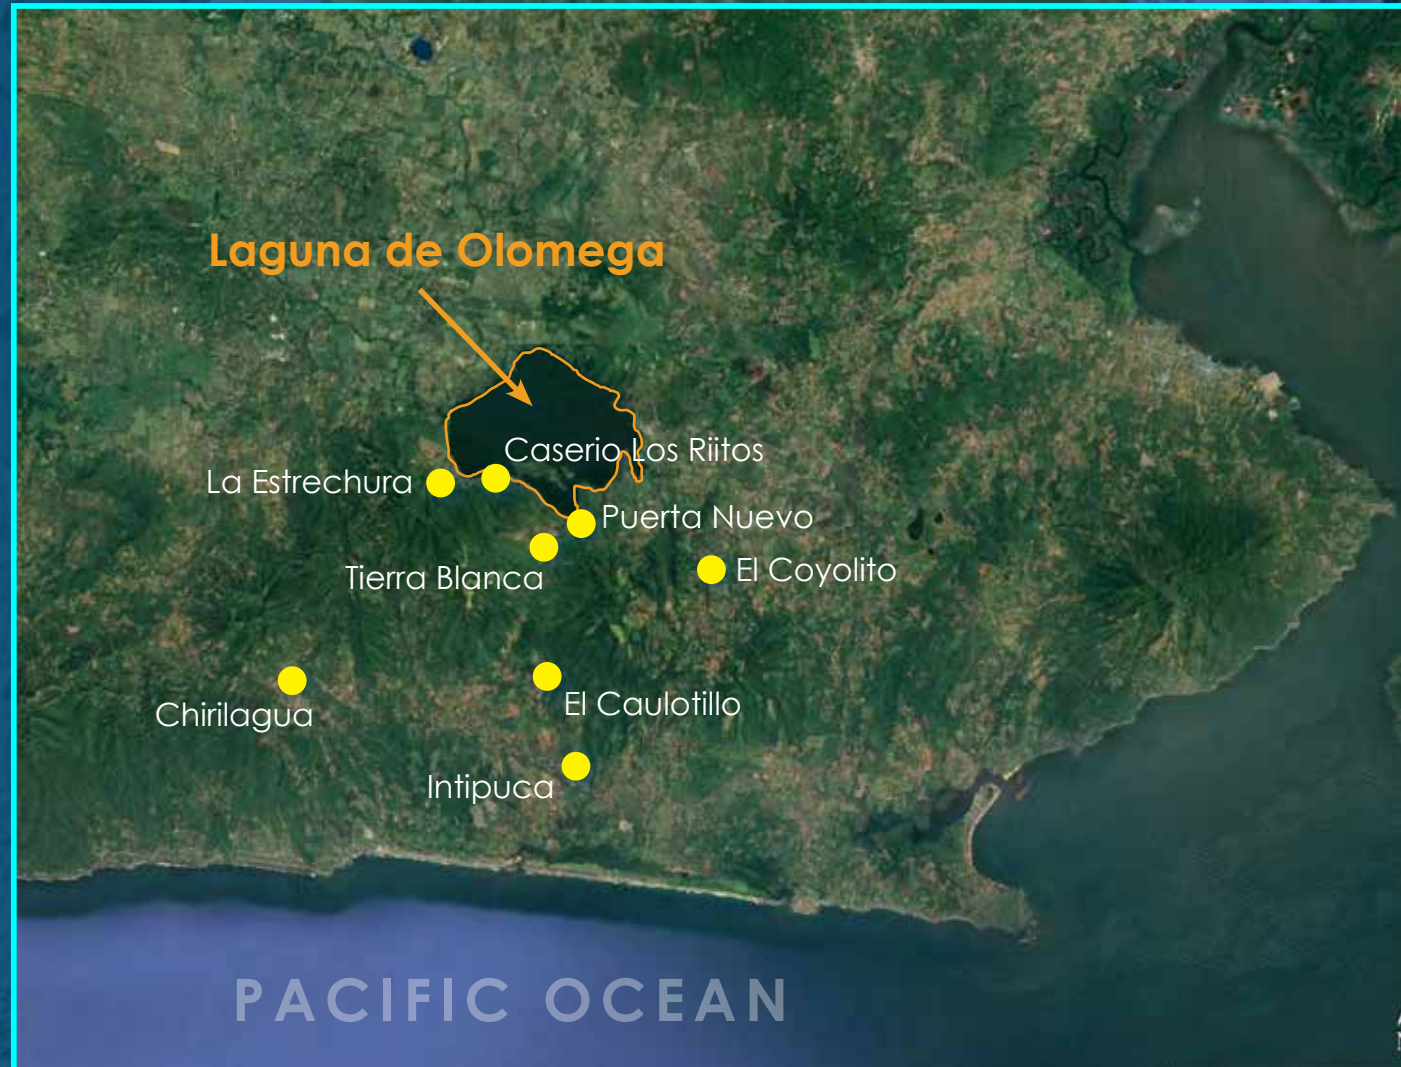 Laguna de Olomega
Caserio Los Riitos
La Estrechura
Puerta Nuevo
Tierra Blanca
El Coyolito
El Caulotillo
Chirilagua
Intipuca
PACIFIC OCEAN